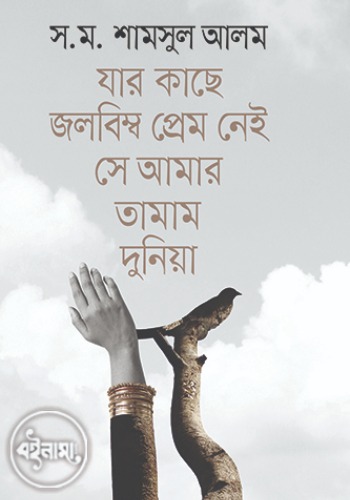 স.ম. শামসুল আলম
যার কাছে
জলবিম্ব প্রেম নেই
সে আমার
তামাম
দুনিয়া
বইনামা